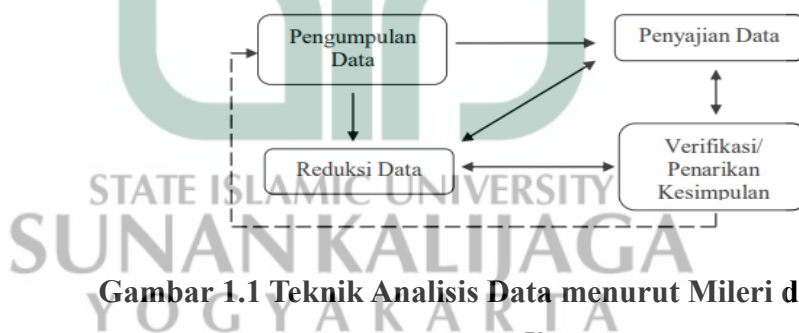 Pengumpulan
Data
Penyajian Data
Reduksi Data
Verifikasi/
Penarikan
Kesimpulan
STATE ISLAMIC UNIVERSITY
SUNAN KALIJAGA
YOGYAKARTA
Gambar 1.1 Teknik Analisis Data menurut Mileri d